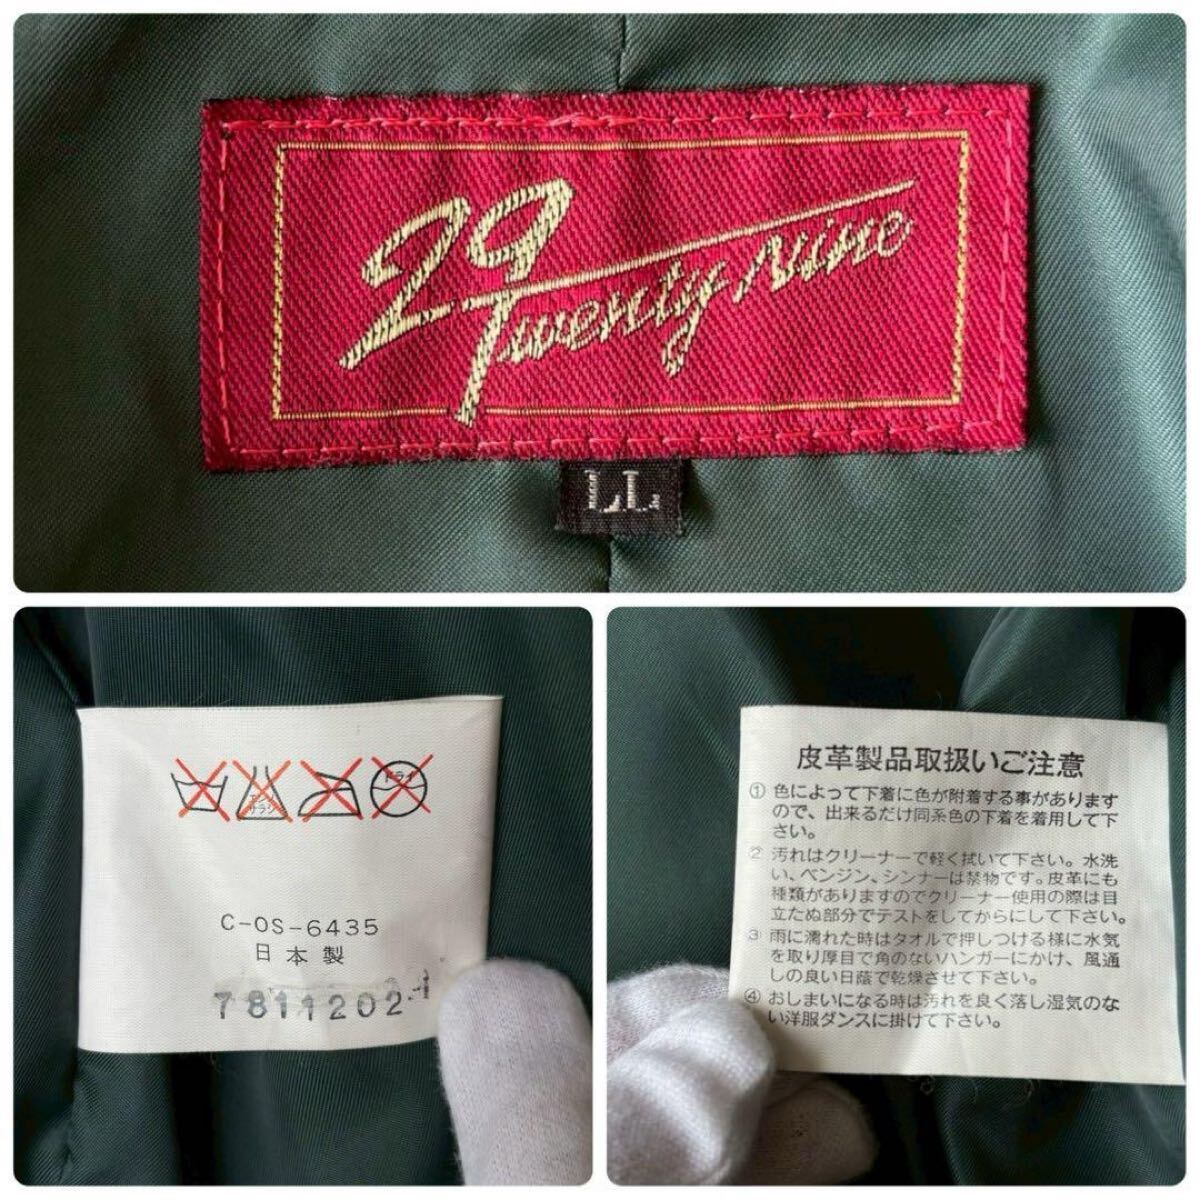 29
Twenty Nine
LL
エンソ
サラシ
ドライ
C-OS-6435
日本製
7811202-1
皮革製品取扱いご注意
① 色によって下着に色が附着する事があります
ので、出来るだけ同系色の下着を着用して下
さい。
② 汚れはクリーナーで軽く拭いて下さい。水洗
い、ベンジン、シンナーは禁物です。皮革にも
種類がありますのでクリーナー使用の際は目
立たぬ部分でテストをしてからにして下さい。
③ 雨に濡れた時はタオルで押しつける様に水気
を取り厚目で角のないハンガーにかけ、風通
しの良い日蔭で乾燥させて下さい。
④ おしまいになる時は汚れを良く落し湿気のな
い洋服ダンスに掛けて下さい。